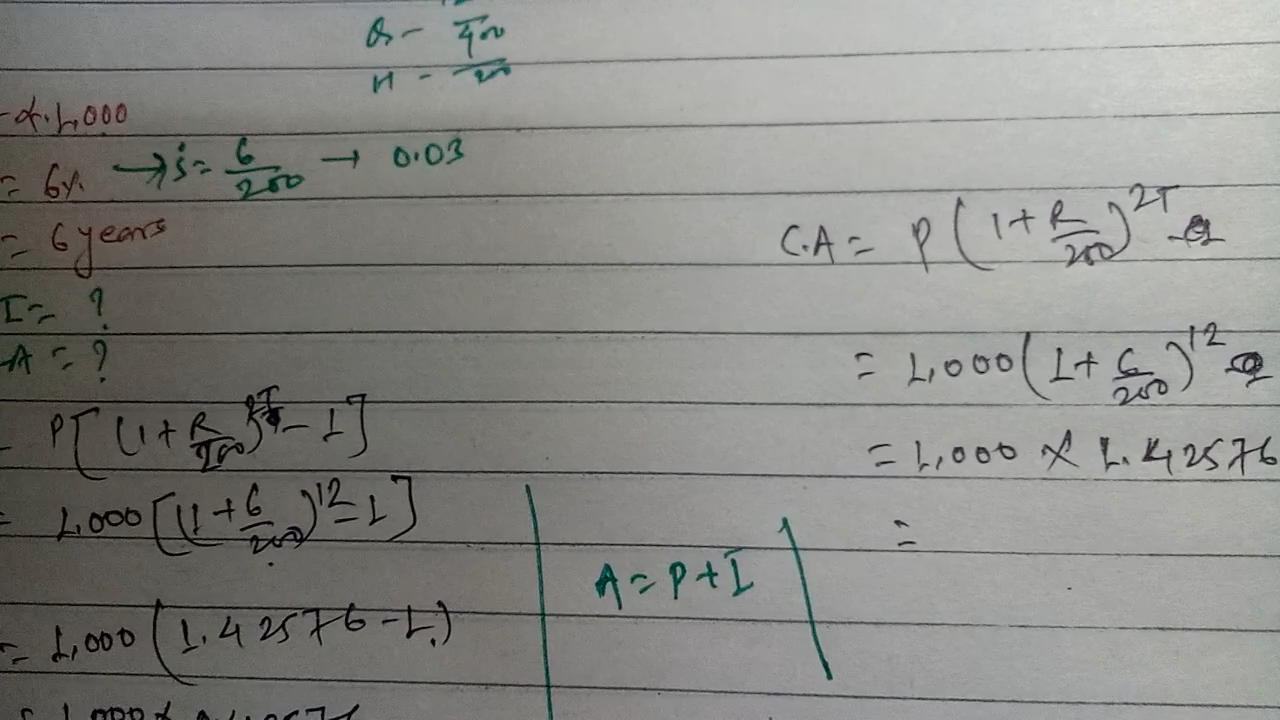 Q - 12/400
H - /200
- ₹.1,000
= 6% → i = 6/200 → 0.03
= 6 years
I = ?
A = ?
= P[(1+R/200)^2T - 1]
= 1,000[(1+6/200)^12 - 1]
= 1,000(1.42576-1.)
A = P + I
C.A = P(1+R/200)^2T
= 1,000(1+6/200)^12
= 1,000 × 1.42576
=